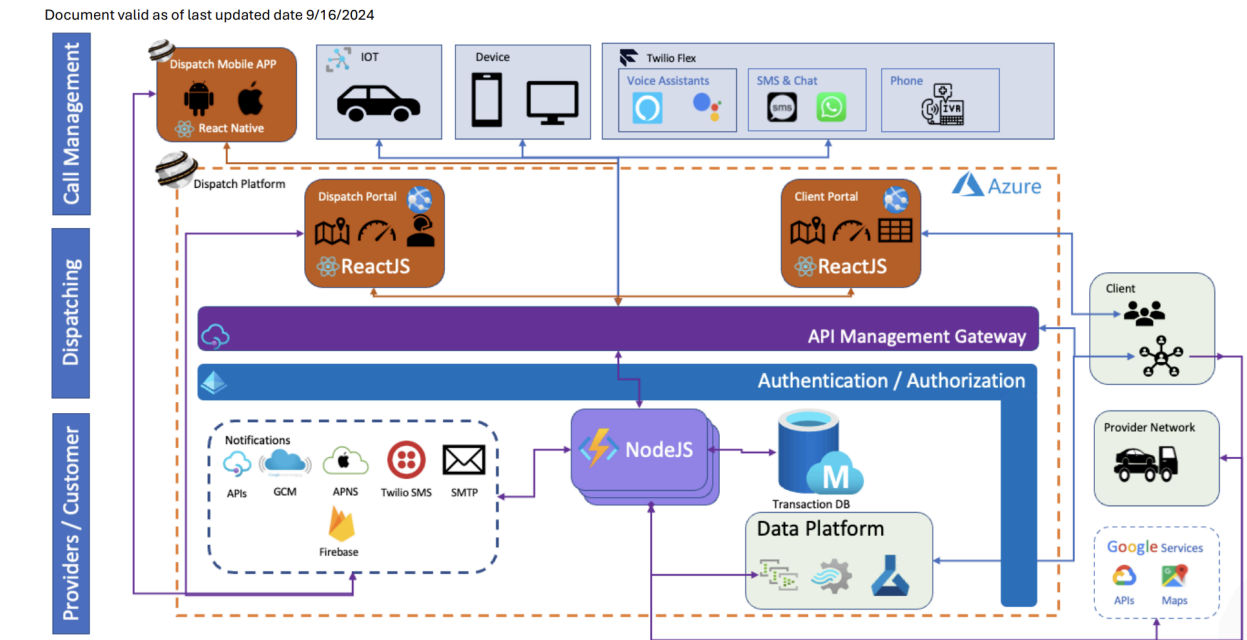 Document valid as of last updated date 9/16/2024
Call Management
Dispatching
Providers / Customer
Dispatch Mobile APP
React Native
IOT
Device
Twilio Flex
Voice Assistants
SMS & Chat
sms
Phone
IVR
Dispatch Platform
Azure
Dispatch Portal
ReactJS
Client Portal
ReactJS
API Management Gateway
Authentication / Authorization
Notifications
APIs
GCM
APNS
Twilio SMS
SMTP
Firebase
NodeJS
M
Transaction DB
Data Platform
Client
Provider Network
Google Services
APIs
Maps